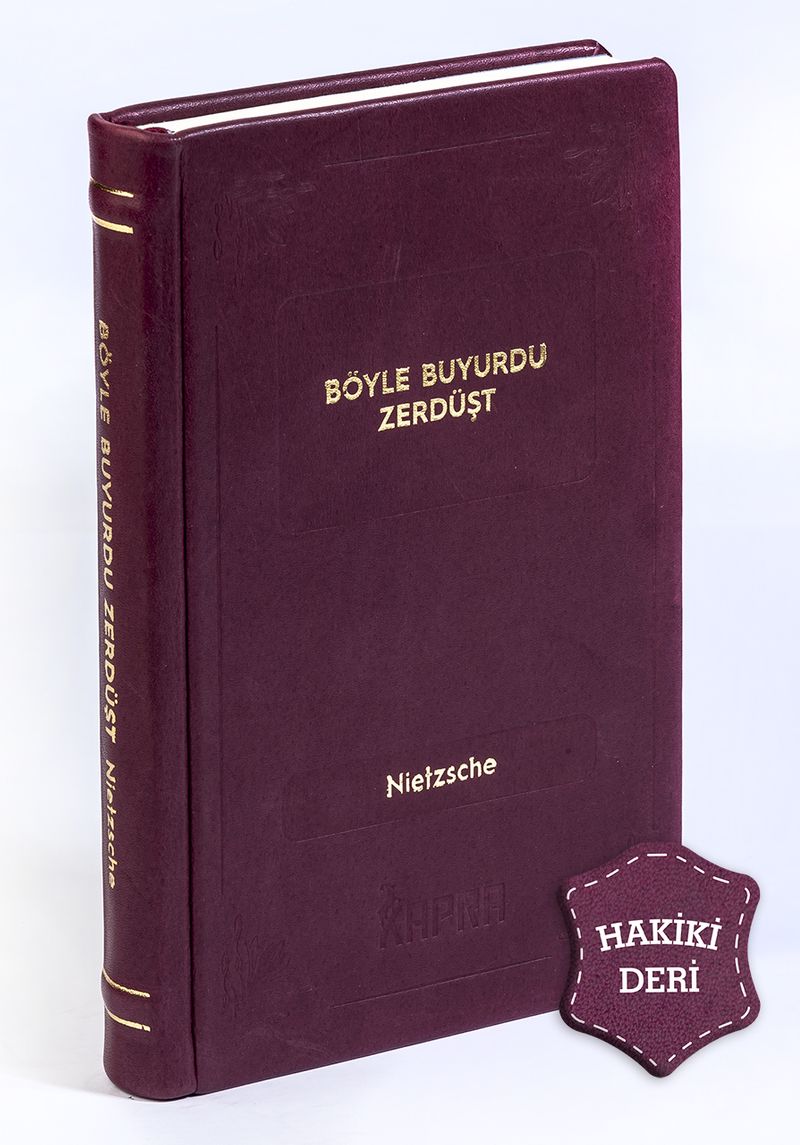 BÖYLE BUYURDU
ZERDÜŞT
Nietzsche
KAPRA
BÖYLE BUYURDU ZERDÜŞT Nietzsche
HAKİKİ
DERİ